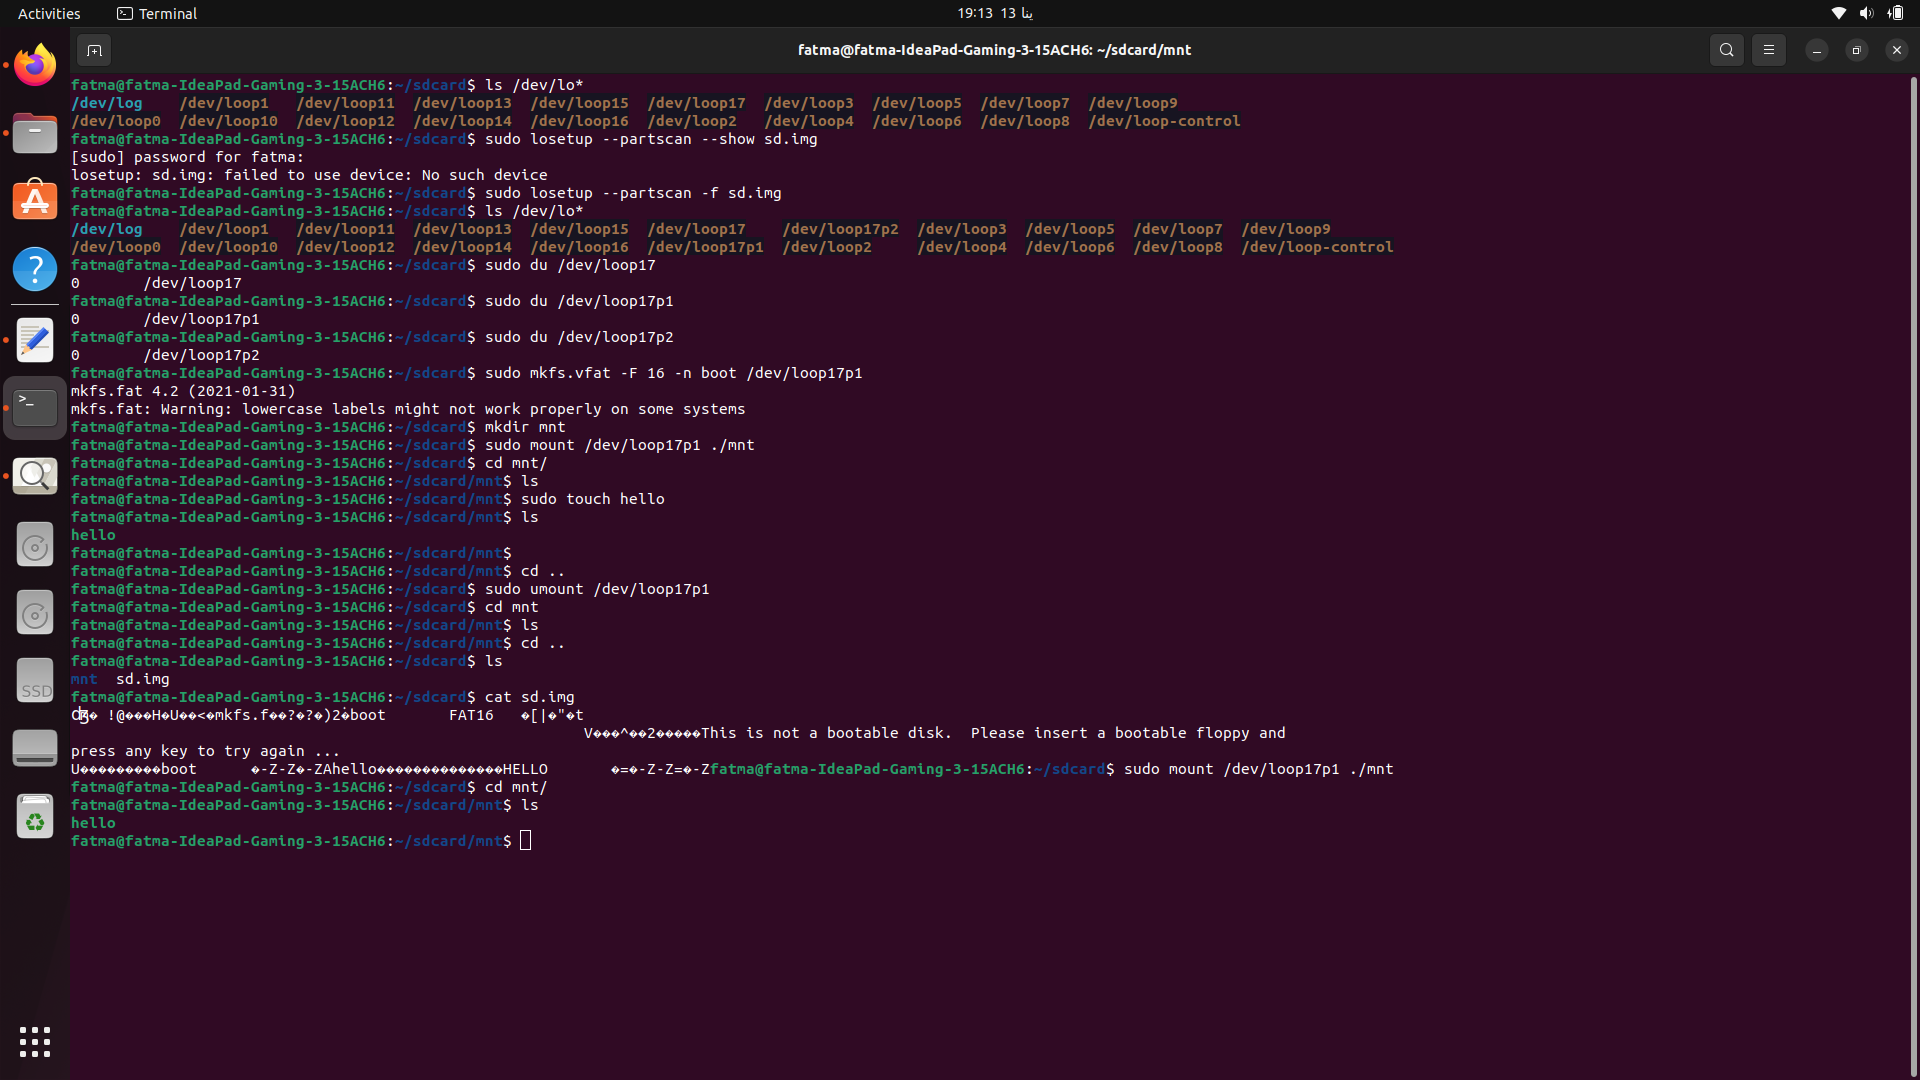 Activities
Terminal
19:13 13 ينا
fatma@fatma-IdeaPad-Gaming-3-15ACH6: ~/sdcard/mnt
fatma@fatma-IdeaPad-Gaming-3-15ACH6:~/sdcard$ ls /dev/lo*
/dev/log /dev/loop1 /dev/loop11 /dev/loop13 /dev/loop15 /dev/loop17 /dev/loop3 /dev/loop5 /dev/loop7 /dev/loop9
/dev/loop0 /dev/loop10 /dev/loop12 /dev/loop14 /dev/loop16 /dev/loop2 /dev/loop4 /dev/loop6 /dev/loop8 /dev/loop-control
fatma@fatma-IdeaPad-Gaming-3-15ACH6:~/sdcard$ sudo losetup --partscan --show sd.img
[sudo] password for fatma:
losetup: sd.img: failed to use device: No such device
fatma@fatma-IdeaPad-Gaming-3-15ACH6:~/sdcard$ sudo losetup --partscan -f sd.img
fatma@fatma-IdeaPad-Gaming-3-15ACH6:~/sdcard$ ls /dev/lo*
/dev/log /dev/loop1 /dev/loop11 /dev/loop13 /dev/loop15 /dev/loop17 /dev/loop17p2 /dev/loop3 /dev/loop5 /dev/loop7 /dev/loop9
/dev/loop0 /dev/loop10 /dev/loop12 /dev/loop14 /dev/loop16 /dev/loop17p1 /dev/loop2 /dev/loop4 /dev/loop6 /dev/loop8 /dev/loop-control
fatma@fatma-IdeaPad-Gaming-3-15ACH6:~/sdcard$ sudo du /dev/loop17
0 /dev/loop17
fatma@fatma-IdeaPad-Gaming-3-15ACH6:~/sdcard$ sudo du /dev/loop17p1
0 /dev/loop17p1
fatma@fatma-IdeaPad-Gaming-3-15ACH6:~/sdcard$ sudo du /dev/loop17p2
0 /dev/loop17p2
fatma@fatma-IdeaPad-Gaming-3-15ACH6:~/sdcard$ sudo mkfs.vfat -F 16 -n boot /dev/loop17p1
mkfs.fat 4.2 (2021-01-31)
mkfs.fat: Warning: lowercase labels might not work properly on some systems
fatma@fatma-IdeaPad-Gaming-3-15ACH6:~/sdcard$ mkdir mnt
fatma@fatma-IdeaPad-Gaming-3-15ACH6:~/sdcard$ sudo mount /dev/loop17p1 ./mnt
fatma@fatma-IdeaPad-Gaming-3-15ACH6:~/sdcard$ cd mnt/
fatma@fatma-IdeaPad-Gaming-3-15ACH6:~/sdcard/mnt$ ls
fatma@fatma-IdeaPad-Gaming-3-15ACH6:~/sdcard/mnt$ sudo touch hello
fatma@fatma-IdeaPad-Gaming-3-15ACH6:~/sdcard/mnt$ ls
hello
fatma@fatma-IdeaPad-Gaming-3-15ACH6:~/sdcard/mnt$
fatma@fatma-IdeaPad-Gaming-3-15ACH6:~/sdcard/mnt$ cd ..
fatma@fatma-IdeaPad-Gaming-3-15ACH6:~/sdcard$ sudo umount /dev/loop17p1
fatma@fatma-IdeaPad-Gaming-3-15ACH6:~/sdcard$ cd mnt
fatma@fatma-IdeaPad-Gaming-3-15ACH6:~/sdcard/mnt$ ls
fatma@fatma-IdeaPad-Gaming-3-15ACH6:~/sdcard/mnt$ cd ..
fatma@fatma-IdeaPad-Gaming-3-15ACH6:~/sdcard$ ls
mnt sd.img
fatma@fatma-IdeaPad-Gaming-3-15ACH6:~/sdcard$ cat sd.img
!@���H�U��<�mkfs.f��?�?�)2�boot FAT16 �[|�"�t
V���^��2�����This is not a bootable disk. Please insert a bootable floppy and
press any key to try again ...
U���������boot �-Z-Z�-ZAhello��������������HELLO �=�-Z-Z=�-Zfatma@fatma-IdeaPad-Gaming-3-15ACH6:~/sdcard$ sudo mount /dev/loop17p1 ./mnt
fatma@fatma-IdeaPad-Gaming-3-15ACH6:~/sdcard$ cd mnt/
fatma@fatma-IdeaPad-Gaming-3-15ACH6:~/sdcard/mnt$ ls
hello
fatma@fatma-IdeaPad-Gaming-3-15ACH6:~/sdcard/mnt$
SSD